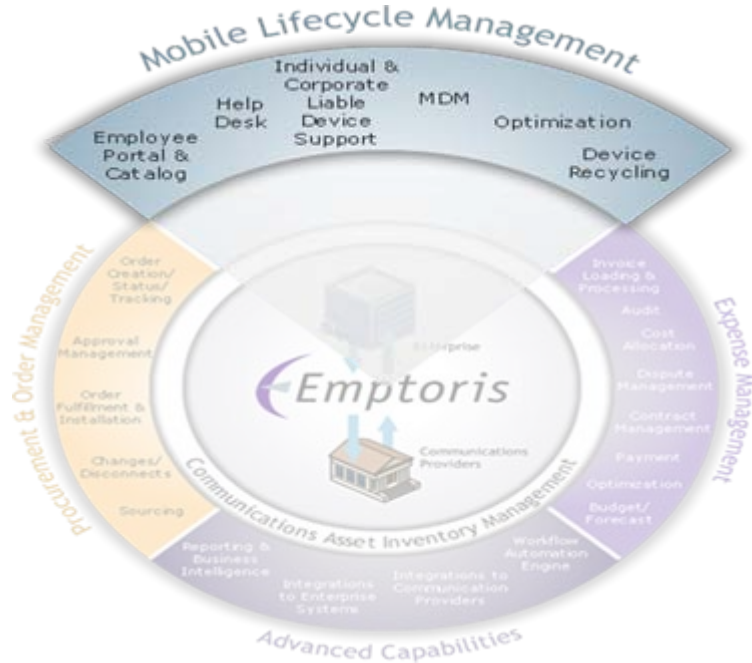 Mobile Lifecycle Management
Employee
Portal &
Catalog
Help
Desk
Individual &
Corporate
Liable
Device
Support
MDM
Optimization
Device
Recycling
Procurement & Order Management
Order
Creation/
Status/
Tracking
Approval
Management
Order
Fulfillment &
Installation
Changes/
Disconnects
Sourcing
Enterprise
Emptoris
Communications
Providers
Communications Asset Inventory Management
Expense Management
Invoice
Loading &
Processing
Audit
Cost
Allocation
Dispute
Management
Contract
Management
Payment
Optimization
Budget/
Forecast
Reporting &
Business
Intelligence
Integrations
to Enterprise
Systems
Integrations to
Communication
Providers
Workflow
Automation
Engine
Advanced Capabilities